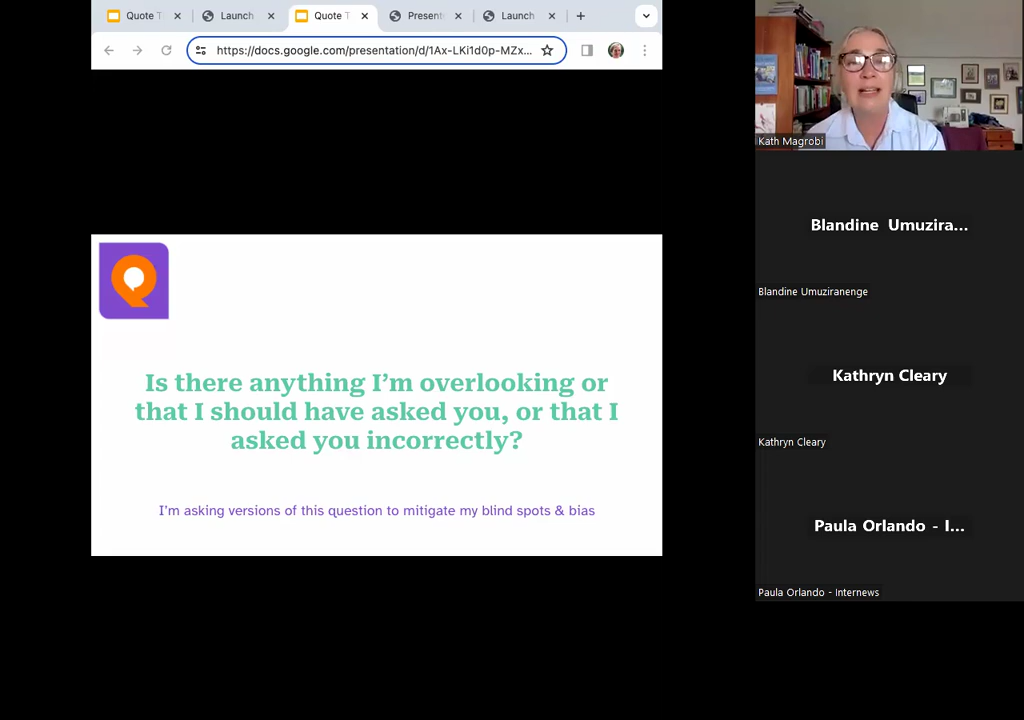 Quote T
Launch
Quote T
Present
Launch
https://docs.google.com/presentation/d/1Ax-LKi1d0p-MZx...
Kath Magrobi
Blandine Umuzira...
Blandine Umuziranenge
Kathryn Cleary
Kathryn Cleary
Paula Orlando - I...
Paula Orlando - Internews
Is there anything I'm overlooking or
that I should have asked you, or that I
asked you incorrectly?
I'm asking versions of this question to mitigate my blind spots & bias